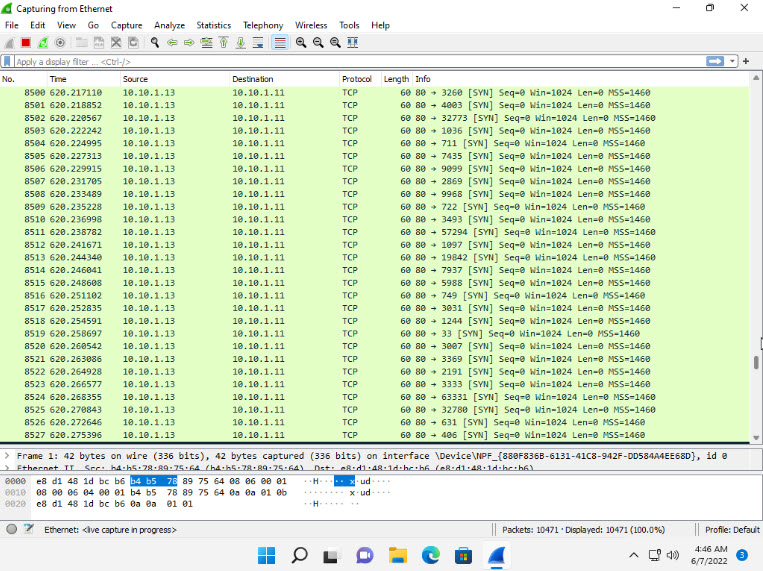 Capturing from Ethernet
File Edit View Go Capture Analyze Statistics Telephony Wireless Tools Help
Apply a display filter ... <Ctrl-/>
No. Time Source Destination Protocol Length Info
8500 620.217110 10.10.1.13 10.10.1.11 TCP 60 80 → 3260 [SYN] Seq=0 Win=1024 Len=0 MSS=1460
8501 620.218852 10.10.1.13 10.10.1.11 TCP 60 80 → 4003 [SYN] Seq=0 Win=1024 Len=0 MSS=1460
8502 620.220567 10.10.1.13 10.10.1.11 TCP 60 80 → 32773 [SYN] Seq=0 Win=1024 Len=0 MSS=1460
8503 620.222242 10.10.1.13 10.10.1.11 TCP 60 80 → 1036 [SYN] Seq=0 Win=1024 Len=0 MSS=1460
8504 620.224995 10.10.1.13 10.10.1.11 TCP 60 80 → 711 [SYN] Seq=0 Win=1024 Len=0 MSS=1460
8505 620.227313 10.10.1.13 10.10.1.11 TCP 60 80 → 7435 [SYN] Seq=0 Win=1024 Len=0 MSS=1460
8506 620.229915 10.10.1.13 10.10.1.11 TCP 60 80 → 9099 [SYN] Seq=0 Win=1024 Len=0 MSS=1460
8507 620.231705 10.10.1.13 10.10.1.11 TCP 60 80 → 2869 [SYN] Seq=0 Win=1024 Len=0 MSS=1460
8508 620.233489 10.10.1.13 10.10.1.11 TCP 60 80 → 9968 [SYN] Seq=0 Win=1024 Len=0 MSS=1460
8509 620.235228 10.10.1.13 10.10.1.11 TCP 60 80 → 722 [SYN] Seq=0 Win=1024 Len=0 MSS=1460
8510 620.236998 10.10.1.13 10.10.1.11 TCP 60 80 → 3493 [SYN] Seq=0 Win=1024 Len=0 MSS=1460
8511 620.238782 10.10.1.13 10.10.1.11 TCP 60 80 → 57294 [SYN] Seq=0 Win=1024 Len=0 MSS=1460
8512 620.241671 10.10.1.13 10.10.1.11 TCP 60 80 → 1097 [SYN] Seq=0 Win=1024 Len=0 MSS=1460
8513 620.244340 10.10.1.13 10.10.1.11 TCP 60 80 → 19842 [SYN] Seq=0 Win=1024 Len=0 MSS=1460
8514 620.246041 10.10.1.13 10.10.1.11 TCP 60 80 → 7937 [SYN] Seq=0 Win=1024 Len=0 MSS=1460
8515 620.248608 10.10.1.13 10.10.1.11 TCP 60 80 → 5988 [SYN] Seq=0 Win=1024 Len=0 MSS=1460
8516 620.251102 10.10.1.13 10.10.1.11 TCP 60 80 → 749 [SYN] Seq=0 Win=1024 Len=0 MSS=1460
8517 620.252835 10.10.1.13 10.10.1.11 TCP 60 80 → 3031 [SYN] Seq=0 Win=1024 Len=0 MSS=1460
8518 620.254591 10.10.1.13 10.10.1.11 TCP 60 80 → 1244 [SYN] Seq=0 Win=1024 Len=0 MSS=1460
8519 620.258697 10.10.1.13 10.10.1.11 TCP 60 80 → 33 [SYN] Seq=0 Win=1024 Len=0 MSS=1460
8520 620.260542 10.10.1.13 10.10.1.11 TCP 60 80 → 3007 [SYN] Seq=0 Win=1024 Len=0 MSS=1460
8521 620.263086 10.10.1.13 10.10.1.11 TCP 60 80 → 3369 [SYN] Seq=0 Win=1024 Len=0 MSS=1460
8522 620.264928 10.10.1.13 10.10.1.11 TCP 60 80 → 2191 [SYN] Seq=0 Win=1024 Len=0 MSS=1460
8523 620.266577 10.10.1.13 10.10.1.11 TCP 60 80 → 3333 [SYN] Seq=0 Win=1024 Len=0 MSS=1460
8524 620.268355 10.10.1.13 10.10.1.11 TCP 60 80 → 63331 [SYN] Seq=0 Win=1024 Len=0 MSS=1460
8525 620.270843 10.10.1.13 10.10.1.11 TCP 60 80 → 32780 [SYN] Seq=0 Win=1024 Len=0 MSS=1460
8526 620.272646 10.10.1.13 10.10.1.11 TCP 60 80 → 631 [SYN] Seq=0 Win=1024 Len=0 MSS=1460
8527 620.275396 10.10.1.13 10.10.1.11 TCP 60 80 → 406 [SYN] Seq=0 Win=1024 Len=0 MSS=1460
> Frame 1: 42 bytes on wire (336 bits), 42 bytes captured (336 bits) on interface \Device\NPF_{880F836B-6131-41C8-942F-DD584A4EE68D}, id 0
> Ethernet II, Src: b4:b5:78:89:75:64 (b4:b5:78:89:75:64), Dst: e8:d1:48:1d:bc:b6 (e8:d1:48:1d:bc:b6)
0000 e8 d1 48 1d bc b6 b4 b5 78 89 75 64 08 06 00 01 ··H··· ··x·ud····
0010 08 00 06 04 00 01 b4 b5 78 89 75 64 0a 0a 01 0b ········ x·ud····
0020 e8 d1 48 1d bc b6 0a 0a 01 01 ··H····· ··
Ethernet: <live capture in progress> Packets: 10471 · Displayed: 10471 (100.0%) Profile: Default
4:46 AM
6/7/2022
3